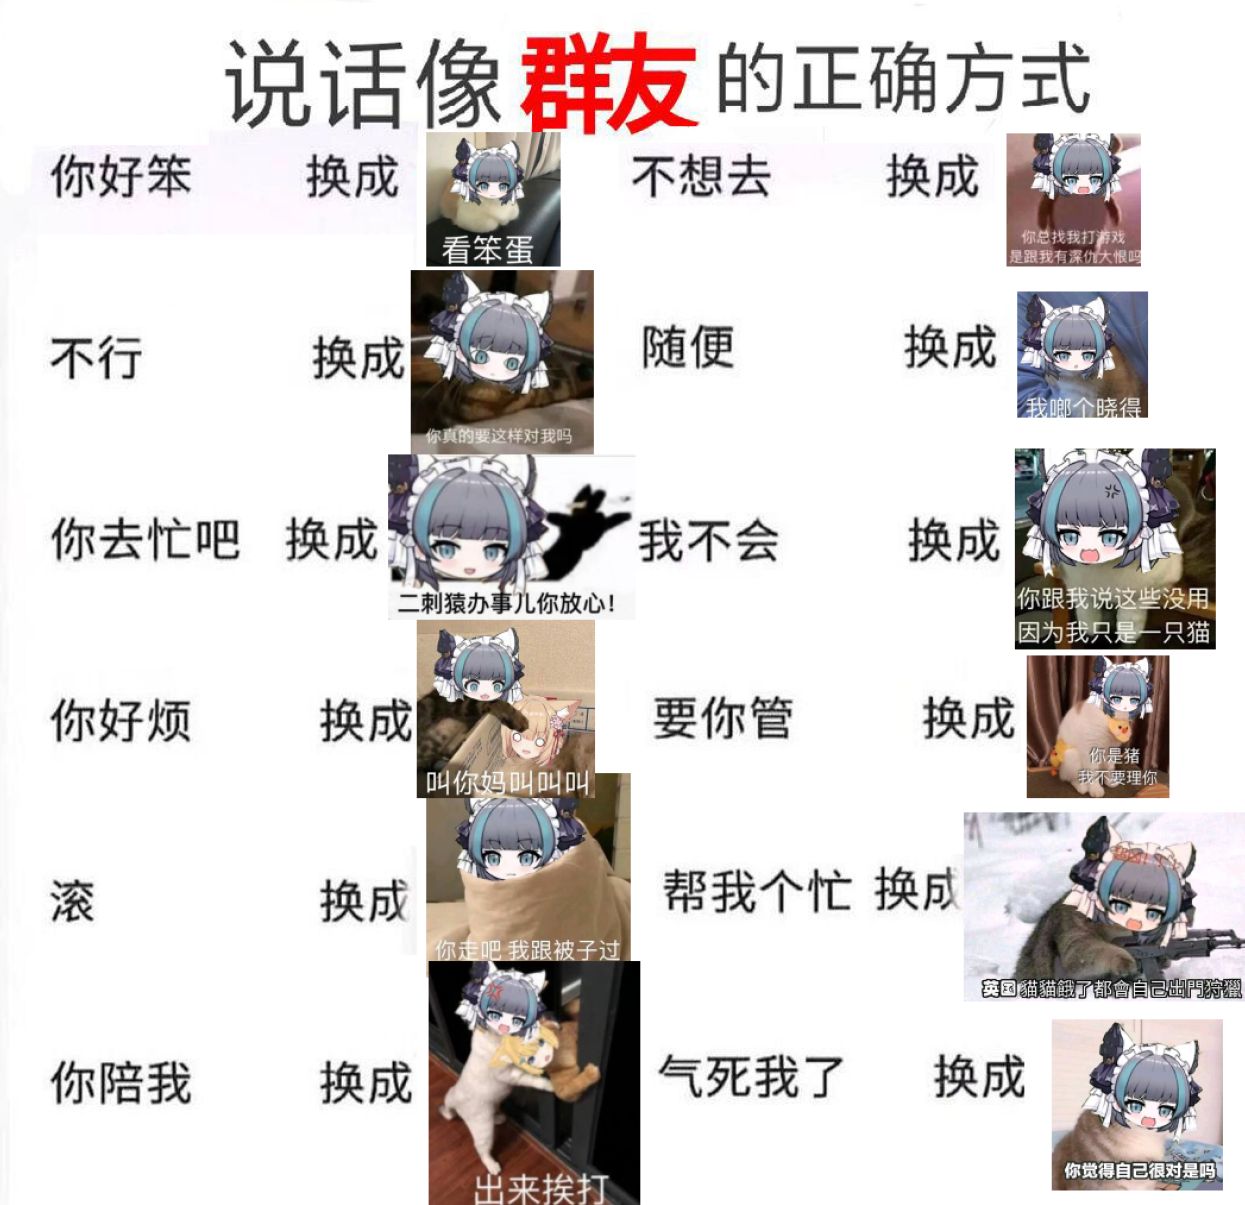 说话像群友的正确方式
你好笨 换成
看笨蛋
不想去 换成
你总找我打游戏
是跟我有深仇大恨吗
不行 换成
你真的要这样对我吗
随便 换成
我啷个晓得
你去忙吧 换成
二刺猿办事儿你放心!
我不会 换成
你跟我说这些没用
因为我只是一只猫
你好烦 换成
叫你妈叫叫叫
要你管 换成
你是猪
我不要理你
滚 换成
你走吧 我跟被子过
帮我个忙 换成
英国 貓貓餓了都會自己出門狩獵
你陪我 换成
出来挨打
气死我了 换成
你觉得自己很对是吗